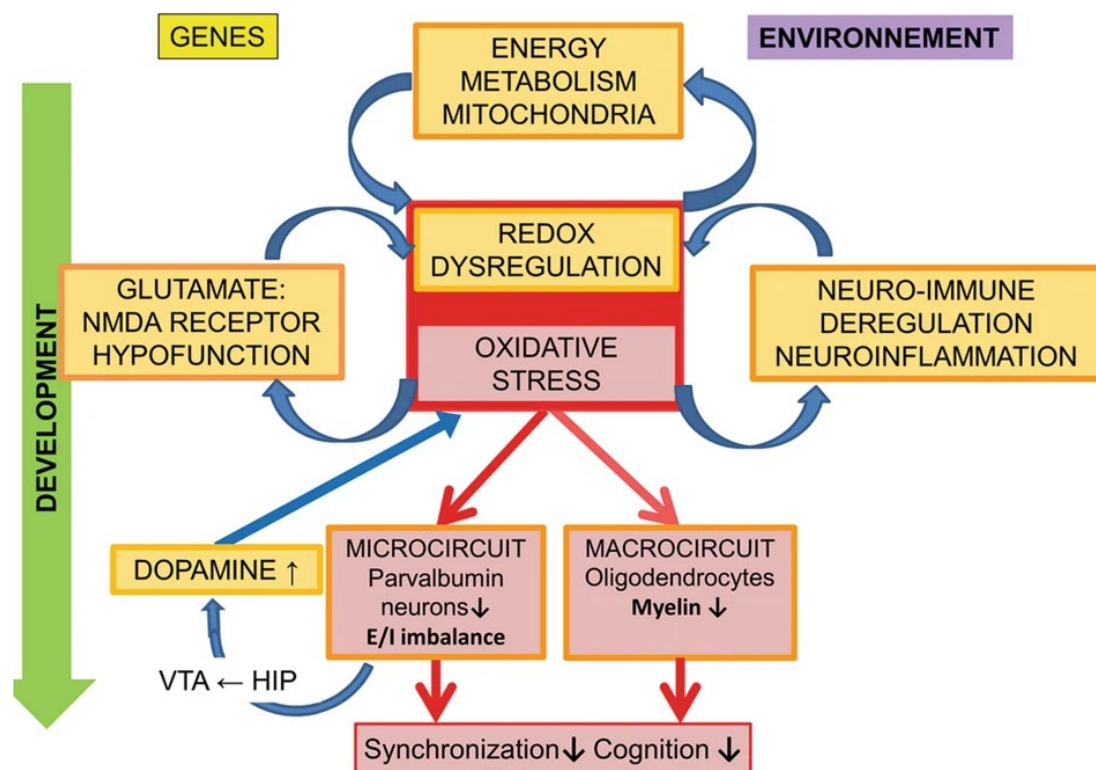 GENES
ENVIRONNEMENT
ENERGY
METABOLISM
MITOCHONDRIA
REDOX
DYSREGULATION
GLUTAMATE:
NMDA RECEPTOR
HYPOFUNCTION
NEURO-IMMUNE
DEREGULATION
NEUROINFLAMMATION
OXIDATIVE
STRESS
DEVELOPMENT
DOPAMINE ↑
MICROCIRCUIT
Parvalbumin
neurons↓
E/I imbalance
MACROCIRCUIT
Oligodendrocytes
Myelin ↓
VTA ← HIP
Synchronization↓ Cognition ↓